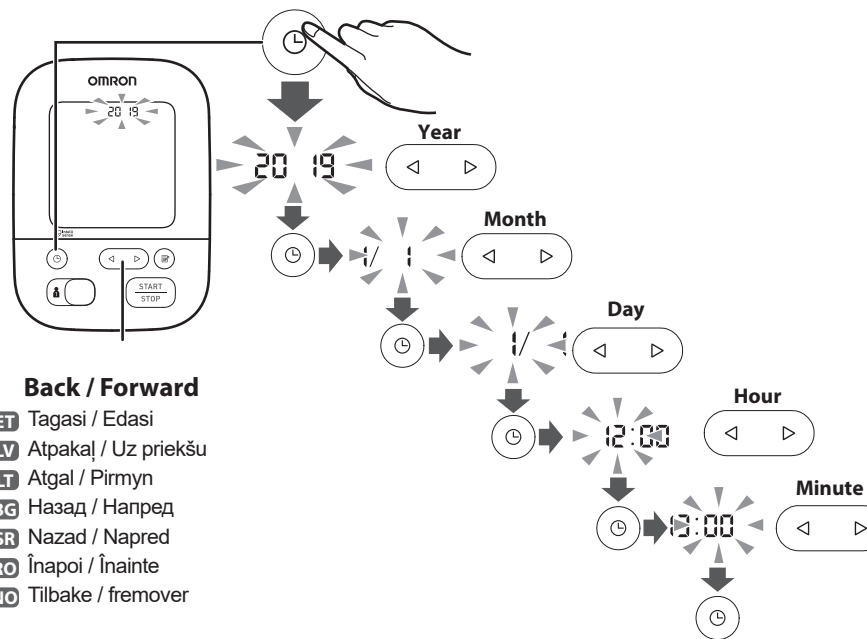 OMRON
20 19
START
STOP
20 19
Year
1/ 1
Month
1/ 1
Day
12:00
Hour
13:00
Minute
Back / Forward
ET Tagasi / Edasi
LV Atpakaļ / Uz priekšu
LT Atgal / Pirmyn
BG Назад / Напред
SR Nazad / Napred
RO Înapoi / Înainte
NO Tilbake / fremover